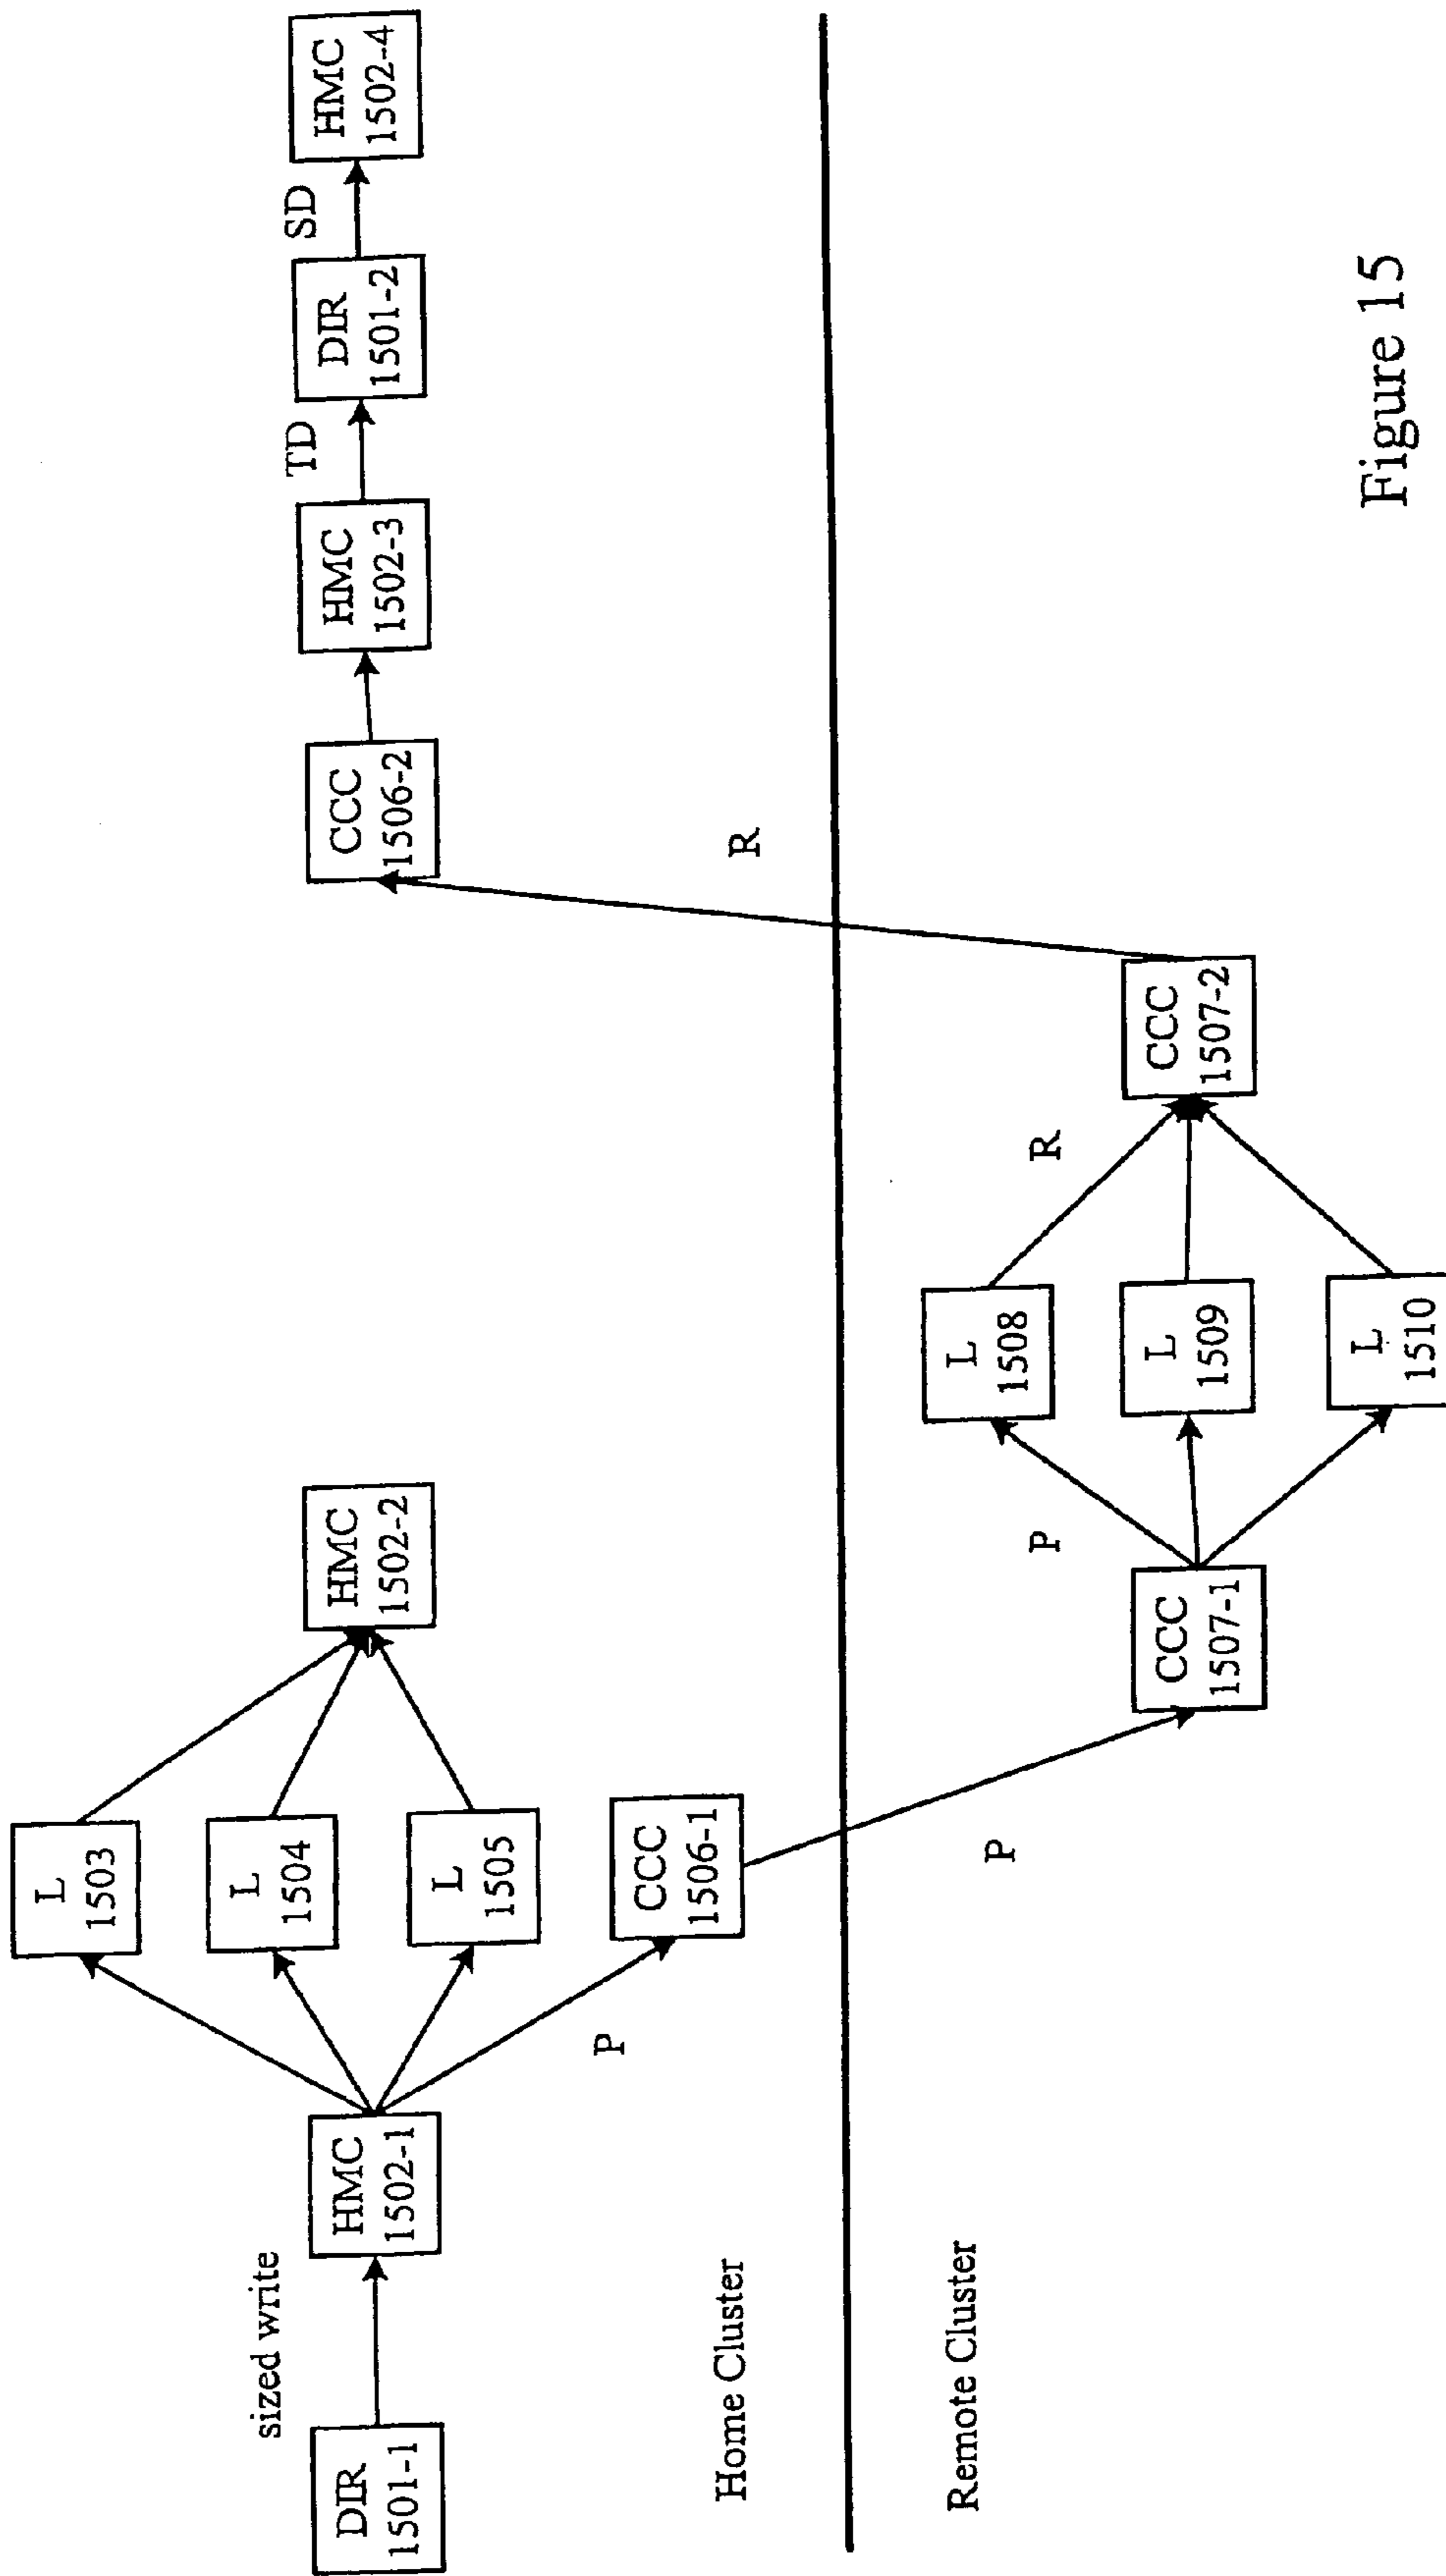 sized write
DIR
1501-1
HMC
1502-1
L
1503
L
1504
L
1505
P
CCC
1506-1
HMC
1502-2
CCC
1506-2
HMC
1502-3
TD
DIR
1501-2
SD
HMC
1502-4
Home Cluster
R
Remote Cluster
P
CCC
1507-1
P
L
1508
L
1509
L
1510
R
CCC
1507-2
Figure 15